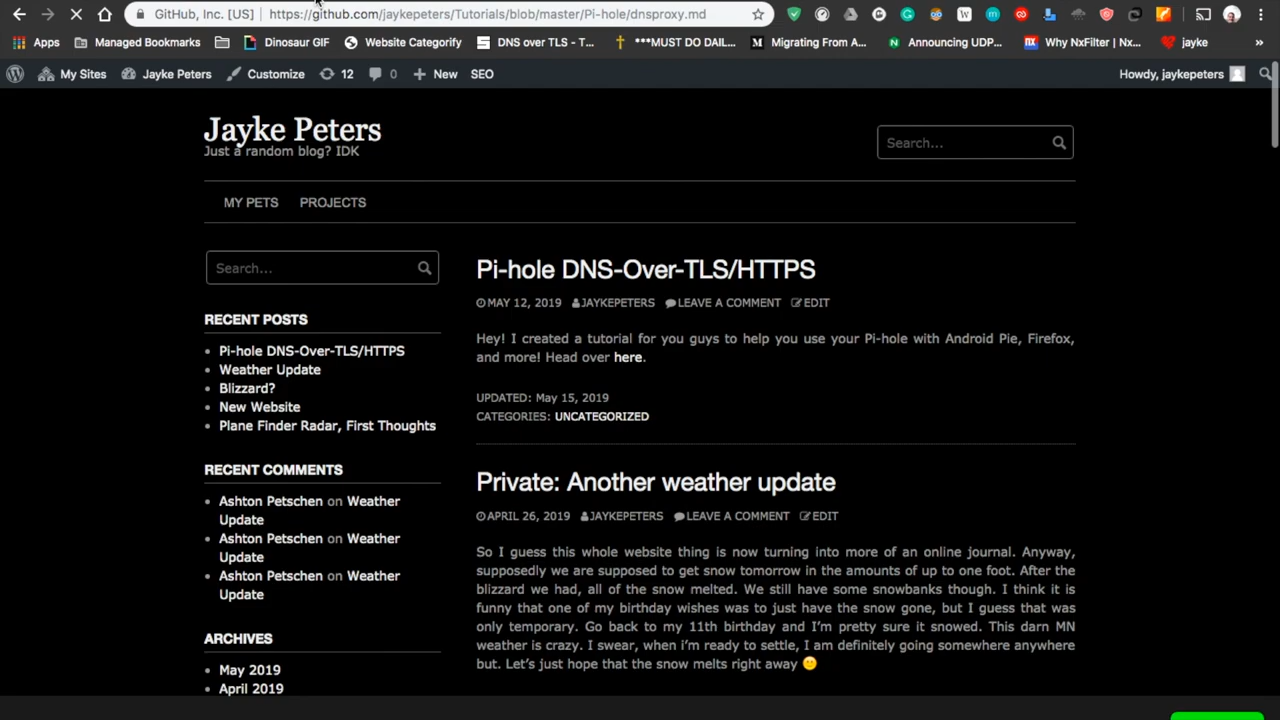 GitHub, Inc. [US] https://github.com/jaykepeters/Tutorials/blob/master/Pi-hole/dnsproxy.md
Apps Managed Bookmarks Dinosaur GIF Website Categorify DNS over TLS - T... ***MUST DO DAIL... Migrating From A... Announcing UDP... Why NxFilter | Nx... jayke »
My Sites Jayke Peters Customize 12 0 New SEO Howdy, jaykepeters
Jayke Peters
Just a random blog? IDK
Search...
MY PETS PROJECTS
Search...
RECENT POSTS
Pi-hole DNS-Over-TLS/HTTPS
Weather Update
Blizzard?
New Website
Plane Finder Radar, First Thoughts
RECENT COMMENTS
Ashton Petschen on Weather
Update
Ashton Petschen on Weather
Update
Ashton Petschen on Weather
Update
ARCHIVES
May 2019
April 2019
Pi-hole DNS-Over-TLS/HTTPS
MAY 12, 2019 JAYKEPETERS LEAVE A COMMENT EDIT
Hey! I created a tutorial for you guys to help you use your Pi-hole with Android Pie, Firefox,
and more! Head over here.
UPDATED: May 15, 2019
CATEGORIES: UNCATEGORIZED
Private: Another weather update
APRIL 26, 2019 JAYKEPETERS LEAVE A COMMENT EDIT
So I guess this whole website thing is now turning into more of an online journal. Anyway,
supposedly we are supposed to get snow tomorrow in the amounts of up to one foot. After the
blizzard we had, all of the snow melted. We still have some snowbanks though. I think it is
funny that one of my birthday wishes was to just have the snow gone, but I guess that was
only temporary. Go back to my 11th birthday and I'm pretty sure it snowed. This darn MN
weather is crazy. I swear, when i'm ready to settle, I am definitely going somewhere anywhere
but. Let's just hope that the snow melts right away